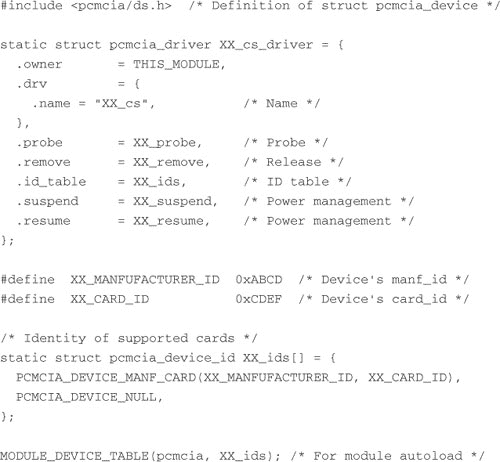 #include <pcmcia/ds.h>  /* Definition of struct pcmcia_device */

static struct pcmcia_driver XX_cs_driver = {
  .owner      = THIS_MODULE,
  .drv        = {
    .name = "XX_cs",          /* Name */
  },
  .probe      = XX_probe,     /* Probe */
  .remove     = XX_remove,    /* Release */
  .id_table   = XX_ids,       /* ID table */
  .suspend    = XX_suspend,   /* Power management */
  .resume     = XX_resume,    /* Power management */
};

#define  XX_MANFUFACTURER_ID  0xABCD  /* Device's manf_id */
#define  XX_CARD_ID           0xCDEF  /* Device's card_id */

/* Identity of supported cards */
static struct pcmcia_device_id XX_ids[] = {
  PCMCIA_DEVICE_MANF_CARD(XX_MANFUFACTURER_ID, XX_CARD_ID),
  PCMCIA_DEVICE_NULL,
};

MODULE_DEVICE_TABLE(pcmcia, XX_ids); /* For module autoload */